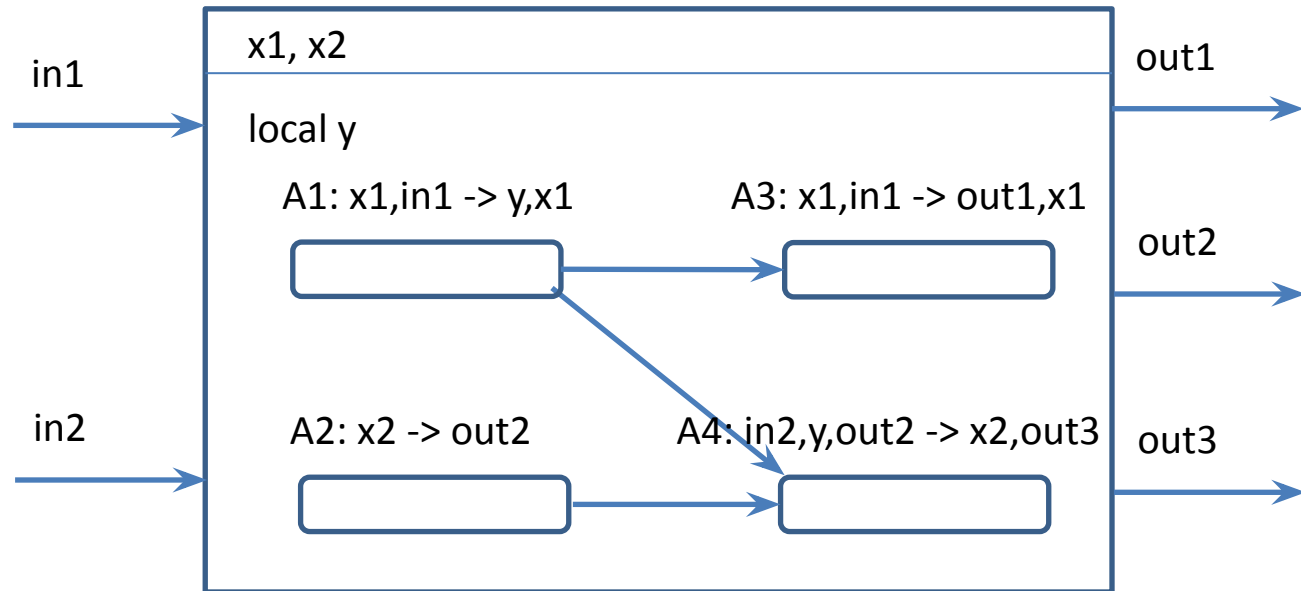 x1, x2
in1
out1
local y
A1: x1,in1 -> y,x1
A3: x1,in1 -> out1,x1
out2
in2
A2: x2 -> out2
A4: in2,y,out2 -> x2,out3
out3